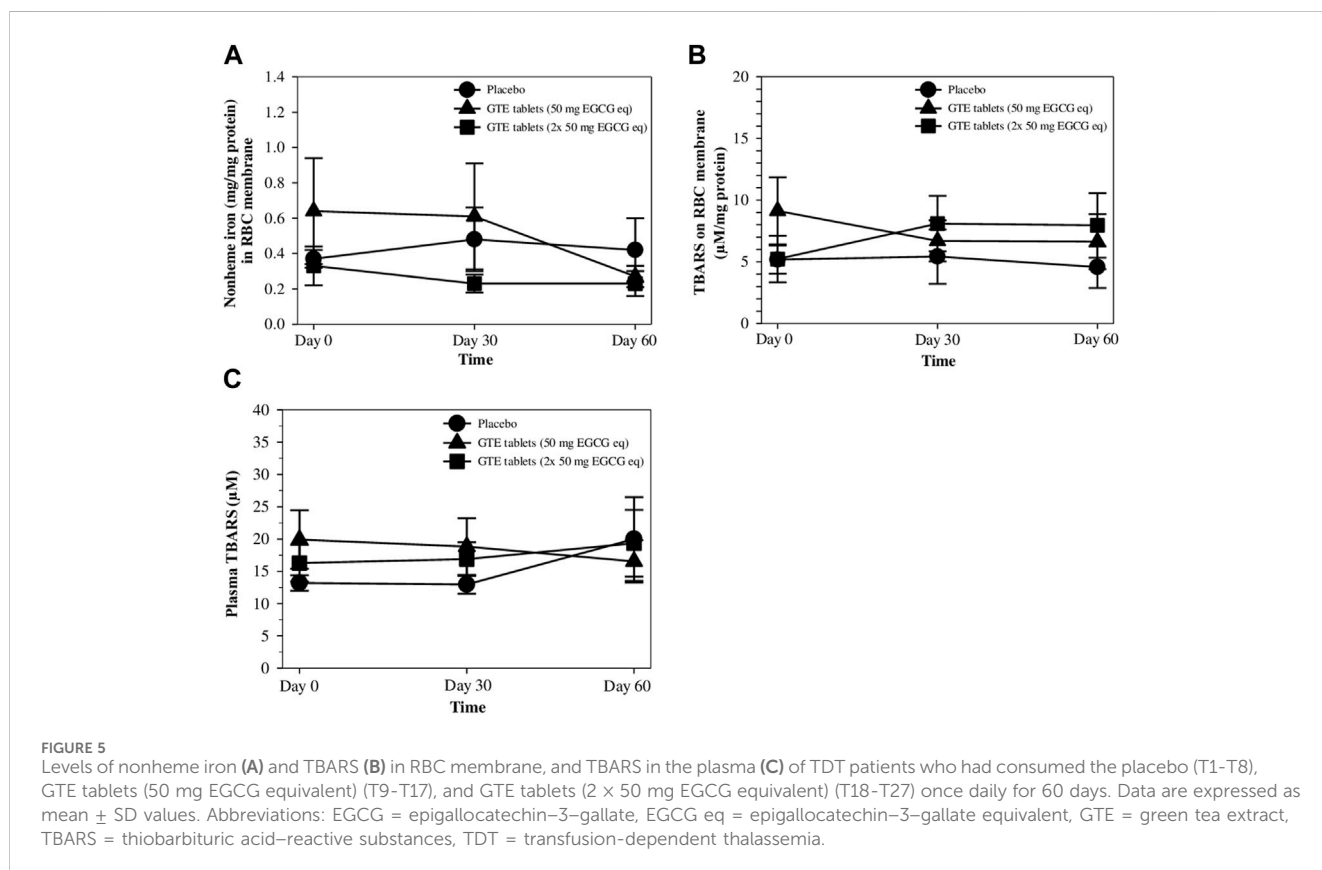 A
Nonheme iron (mg/mg protein)
in RBC membrane
1.4
1.2
1.0
0.8
0.6
0.4
0.2
0.0
Placebo
GTE tablets (50 mg EGCG eq)
GTE tablets (2x 50 mg EGCG eq)
Day 0
Day 30
Day 60
Time
B
TBARS on RBC membrane
(µM/mg protein)
20
15
10
5
0
Placebo
GTE tablets (50 mg EGCG eq)
GTE tablets (2x 50 mg EGCG eq)
Day 0
Day 30
Day 60
Time
C
Plasma TBARS (µM)
40
35
30
25
20
15
10
5
0
Placebo
GTE tablets (50 mg EGCG eq)
GTE tablets (2x 50 mg EGCG eq)
Day 0
Day 30
Day 60
Time
FIGURE 5
Levels of nonheme iron (A) and TBARS (B) in RBC membrane, and TBARS in the plasma (C) of TDT patients who had consumed the placebo (T1-T8),
GTE tablets (50 mg EGCG equivalent) (T9-T17), and GTE tablets (2 × 50 mg EGCG equivalent) (T18-T27) once daily for 60 days. Data are expressed as
mean ± SD values. Abbreviations: EGCG = epigallocatechin–3–gallate, EGCG eq = epigallocatechin–3–gallate equivalent, GTE = green tea extract,
TBARS = thiobarbituric acid–reactive substances, TDT = transfusion-dependent thalassemia.